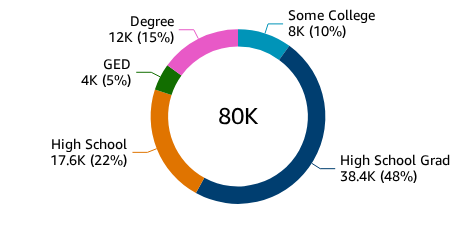 Degree
12K (15%)
Some College
8K (10%)
GED
4K (5%)
80K
High School
17.6K (22%)
High School Grad
38.4K (48%)